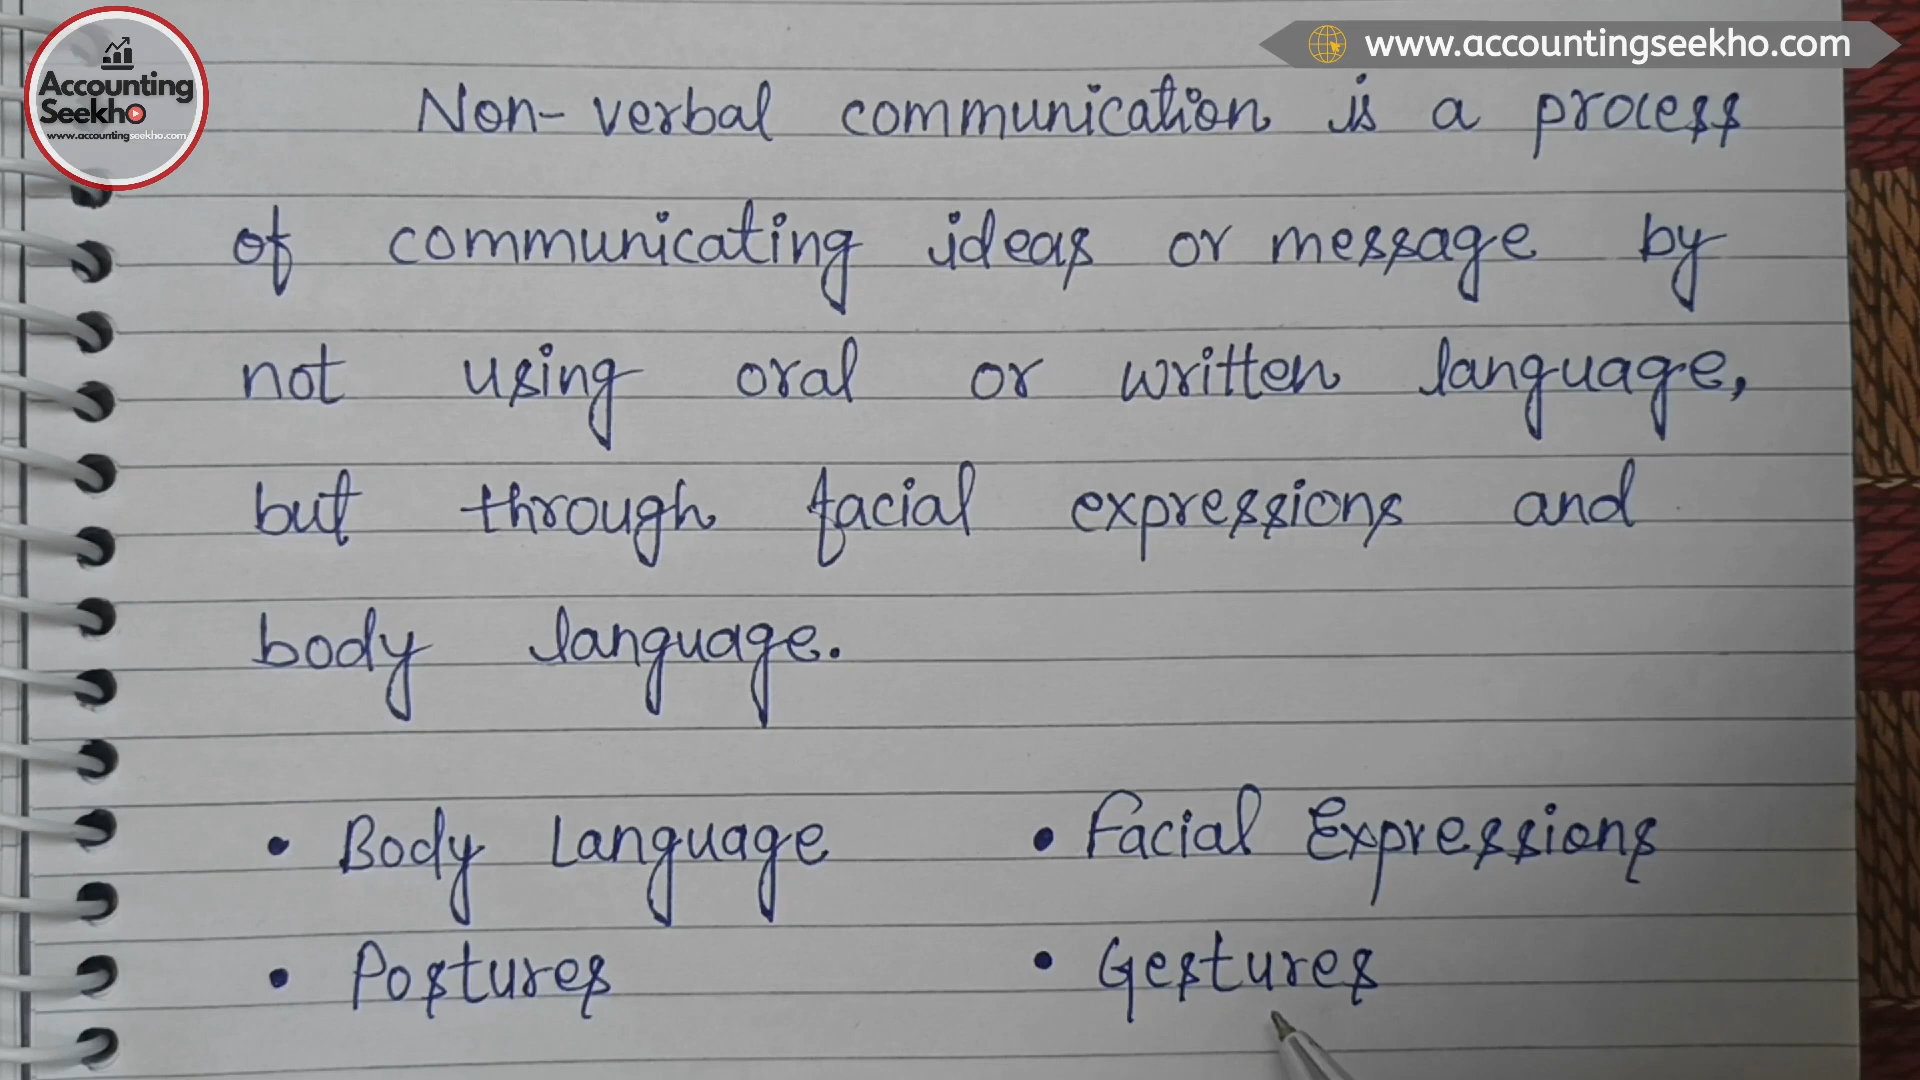 Accounting
Seekho
www.accountingseekho.com
www.accountingseekho.com
Non-verbal communication is a process
of communicating ideas or message by
not using oral or written language,
but through facial expressions and
body language.
• Body Language • Facial Expressions
• Postures • Gestures